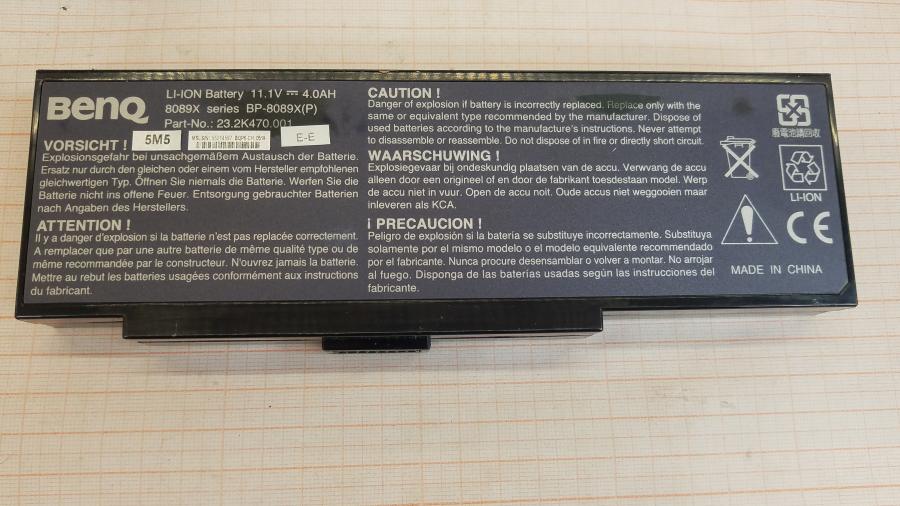 BenQ
LI-ION Battery 11.1V 4.0AH
8089X series BP-8089X(P)
Part-No.: 23.2K470.001
5M5
E-E
VORSICHT !
Explosionsgefahr bei unsachgemäßem Austausch der Batterie.
Ersatz nur durch den gleichen oder einem vom Hersteller empfohlenen
gleichwertigen Typ. Öffnen Sie niemals die Batterie. Werfen Sie die
Batterie nicht ins offene Feuer. Entsorgung gebrauchter Batterien
nach Angaben des Herstellers.
ATTENTION !
Il y a danger d'explosion si la batterie n'est pas replacée correctement.
A remplacer que par une autre batterie de même qualité type ou de
même recommandée par le constructeur. N'ouvrez jamais la batterie.
Mettre au rebut les batteries usagées conformément aux instructions
du fabricant.
CAUTION !
Danger of explosion if battery is incorrectly replaced. Replace only with the
same or equivalent type recommended by the manufacturer. Dispose of
used batteries according to the manufacture's instructions. Never attempt
to disassemble or reassemble. Do not dispose of in fire or directly short circuit.
WAARSCHUWING !
Explosiegevaar bij ondeskundig plaatsen van de accu. Verwvang de accu
alleen door een origineel of en door de fabrikant toesedestaan model. Werp
de accu niet in vuur. Open de accu noit. Oude accus niet weggooien maar
inleveren als KCA.
¡ PRECAUCION !
Peligro de explosión si la bateria se substituye incorrectamente. Substituya
solamente por el mismo modelo o el modelo equivalente recommendado
por el fabricante. Nunca procure desensamblar o volver a montar. No arrojar
al fuego. Disponga de las baterías usadas según las instrucciones del
fabricante.
廢電池請回收
LI-ION
CE
MADE IN CHINA